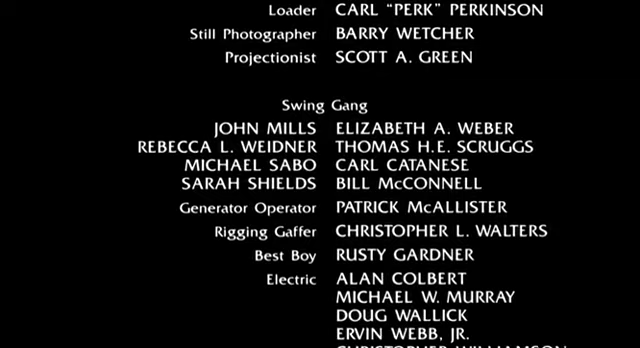 Loader CARL “PERK” PERKINSON
Still Photographer BARRY WETCHER
Projectionist SCOTT A. GREEN
Swing Gang
JOHN MILLS ELIZABETH A. WEBER
REBECCA L. WEIDNER THOMAS H.E. SCRUGGS
MICHAEL SABO CARL CATANESE
SARAH SHIELDS BILL McCONNELL
Generator Operator PATRICK McALLISTER
Rigging Gaffer CHRISTOPHER L. WALTERS
Best Boy RUSTY GARDNER
Electric ALAN COLBERT
MICHAEL W. MURRAY
DOUG WALLICK
ERVIN WEBB, JR.
CHRISTOPHER WILLIAMSON